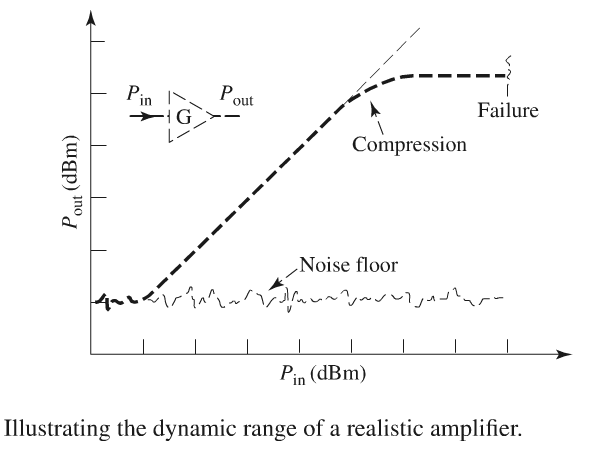 P_in
P_out
G
Failure
Compression
P_out (dBm)
Noise floor
P_in (dBm)
Illustrating the dynamic range of a realistic amplifier.